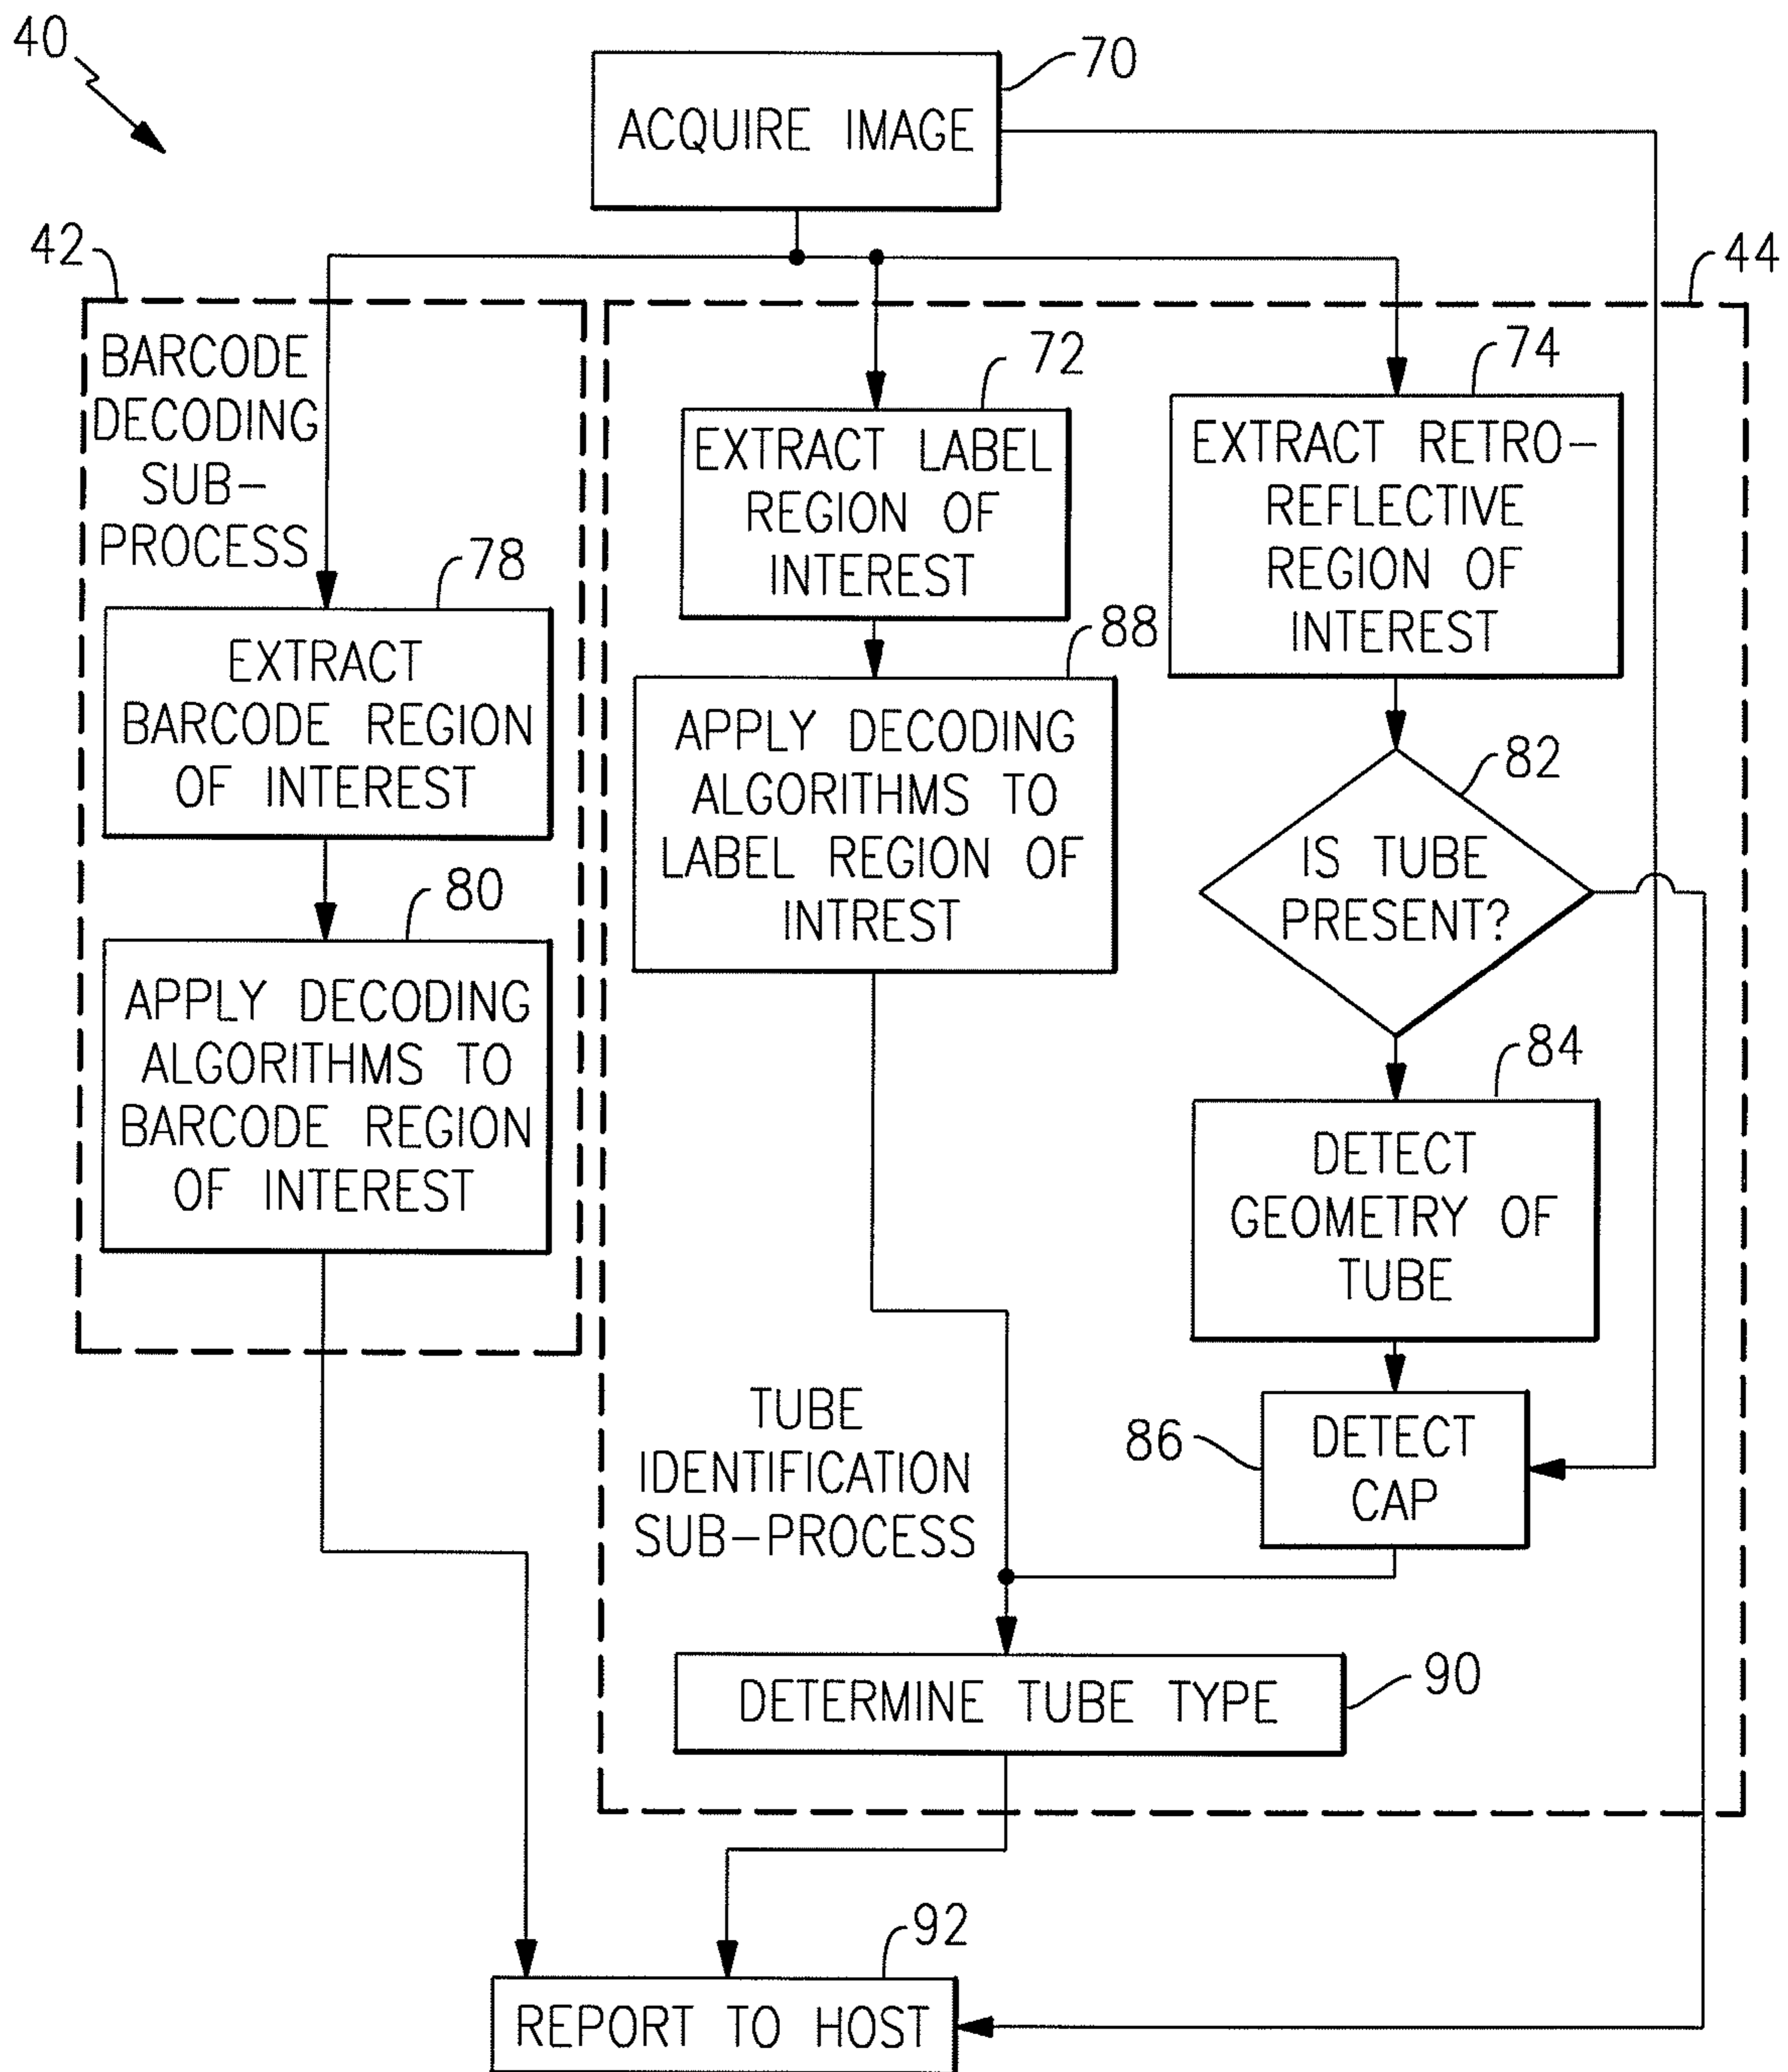 40
70
ACQUIRE IMAGE
42
44
BARCODE
DECODING
SUB-
PROCESS
72
EXTRACT LABEL
REGION OF
INTEREST
74
EXTRACT RETRO-
REFLECTIVE
REGION OF
INTEREST
78
EXTRACT
BARCODE REGION
OF INTEREST
88
APPLY DECODING
ALGORITHMS TO
LABEL REGION OF
INTREST
82
IS TUBE
PRESENT?
80
APPLY DECODING
ALGORITHMS TO
BARCODE REGION
OF INTEREST
84
DETECT
GEOMETRY OF
TUBE
TUBE
IDENTIFICATION
SUB-PROCESS
86
DETECT
CAP
90
DETERMINE TUBE TYPE
92
REPORT TO HOST